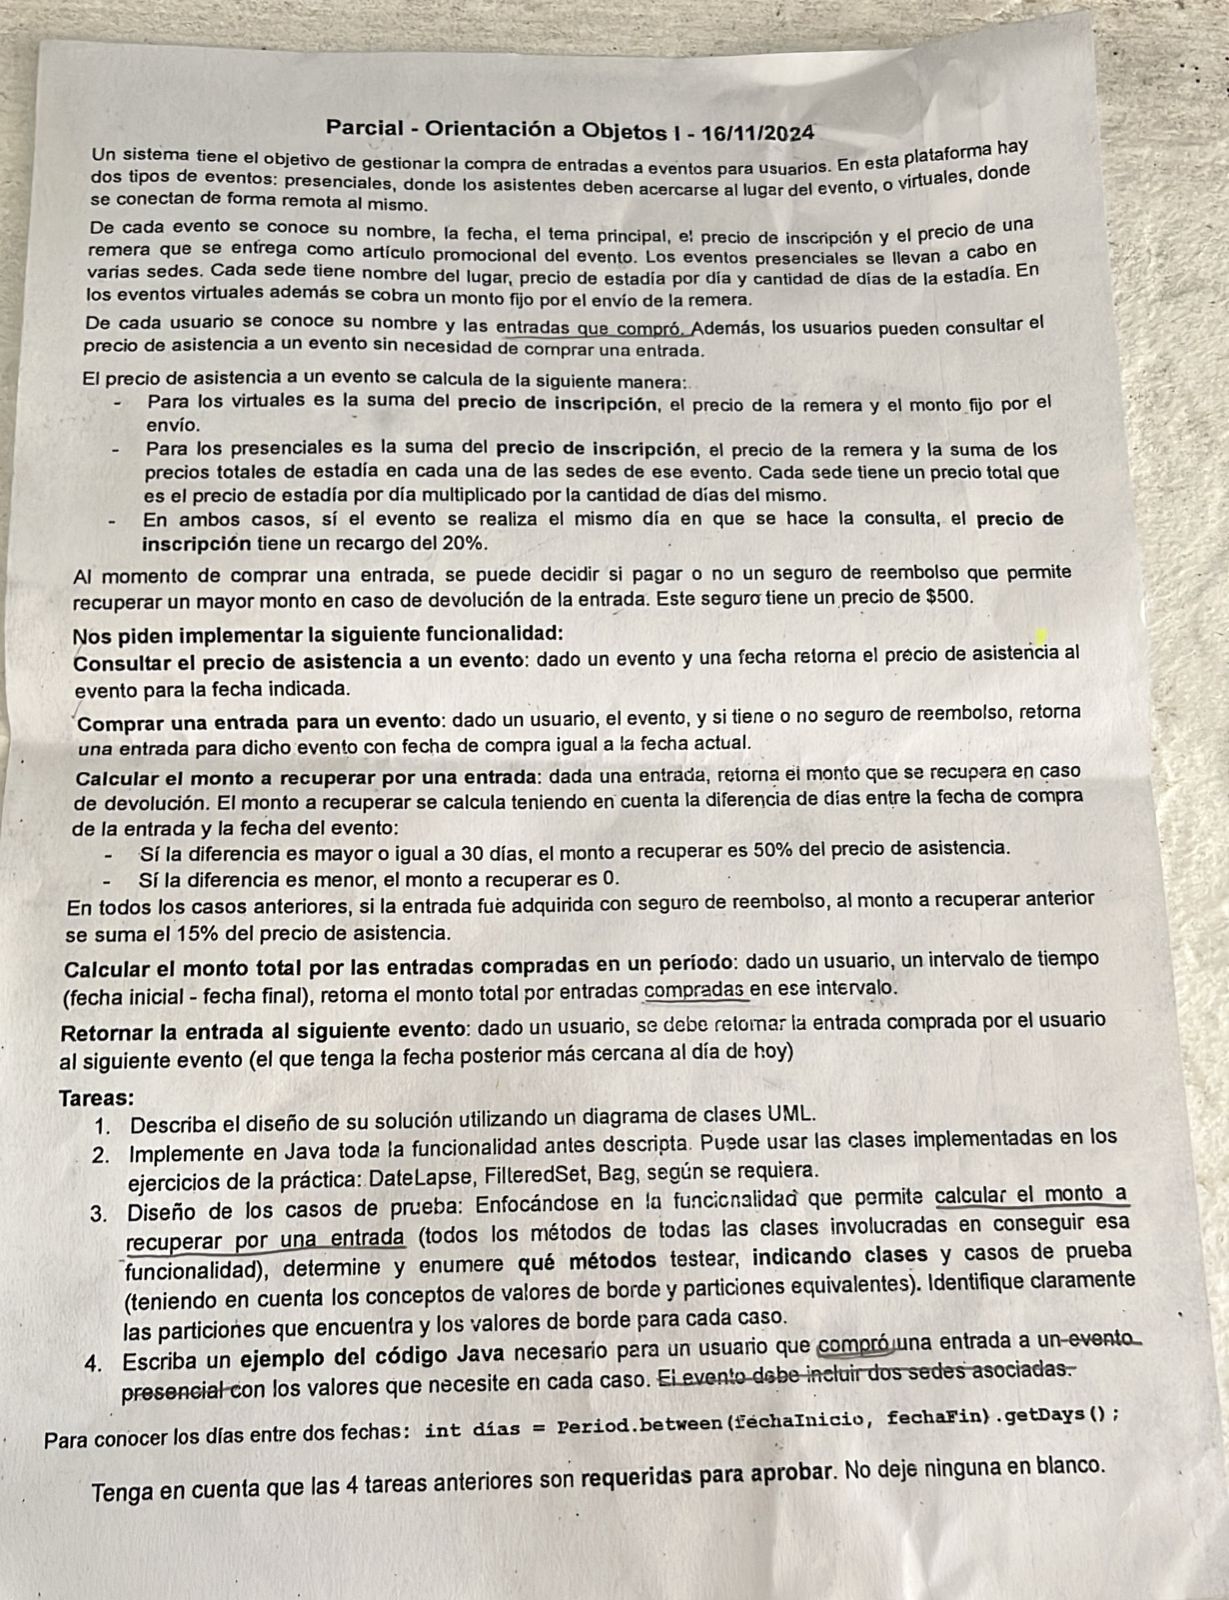 Parcial - Orientación a Objetos I - 16/11/2024
Un sistema tiene el objetivo de gestionar la compra de entradas a eventos para usuarios. En esta plataforma hay
dos tipos de eventos: presenciales, donde los asistentes deben acercarse al lugar del evento, o virtuales, donde
se conectan de forma remota al mismo.
De cada evento se conoce su nombre, la fecha, el tema principal, el precio de inscripción y el precio de una
remera que se entrega como artículo promocional del evento. Los eventos presenciales se llevan a cabo en
varias sedes. Cada sede tiene nombre del lugar, precio de estadía por día y cantidad de días de la estadía. En
los eventos virtuales además se cobra un monto fijo por el envío de la remera.
De cada usuario se conoce su nombre y las entradas que compró. Además, los usuarios pueden consultar el
precio de asistencia a un evento sin necesidad de comprar una entrada.
El precio de asistencia a un evento se calcula de la siguiente manera:
- Para los virtuales es la suma del precio de inscripción, el precio de la remera y el monto fijo por el
envío.
- Para los presenciales es la suma del precio de inscripción, el precio de la remera y la suma de los
precios totales de estadía en cada una de las sedes de ese evento. Cada sede tiene un precio total que
es el precio de estadía por día multiplicado por la cantidad de días del mismo.
- En ambos casos, sí el evento se realiza el mismo día en que se hace la consulta, el precio de
inscripción tiene un recargo del 20%.
Al momento de comprar una entrada, se puede decidir si pagar o no un seguro de reembolso que permite
recuperar un mayor monto en caso de devolución de la entrada. Este seguro tiene un precio de $500.
Nos piden implementar la siguiente funcionalidad:
Consultar el precio de asistencia a un evento: dado un evento y una fecha retorna el precio de asistencia al
evento para la fecha indicada.
Comprar una entrada para un evento: dado un usuario, el evento, y si tiene o no seguro de reembolso, retorna
una entrada para dicho evento con fecha de compra igual a la fecha actual.
Calcular el monto a recuperar por una entrada: dada una entrada, retorna el monto que se recupera en caso
de devolución. El monto a recuperar se calcula teniendo en cuenta la diferencia de días entre la fecha de compra
de la entrada y la fecha del evento:
- Sí la diferencia es mayor o igual a 30 días, el monto a recuperar es 50% del precio de asistencia.
- Sí la diferencia es menor, el monto a recuperar es 0.
En todos los casos anteriores, si la entrada fue adquirida con seguro de reembolso, al monto a recuperar anterior
se suma el 15% del precio de asistencia.
Calcular el monto total por las entradas compradas en un período: dado un usuario, un intervalo de tiempo
(fecha inicial - fecha final), retorna el monto total por entradas compradas en ese intervalo.
Retornar la entrada al siguiente evento: dado un usuario, se debe retornar la entrada comprada por el usuario
al siguiente evento (el que tenga la fecha posterior más cercana al día de hoy)
Tareas:
1. Describa el diseño de su solución utilizando un diagrama de clases UML.
2. Implemente en Java toda la funcionalidad antes descripta. Puede usar las clases implementadas en los
ejercicios de la práctica: DateLapse, FilteredSet, Bag, según se requiera.
3. Diseño de los casos de prueba: Enfocándose en la funcionalidad que permite calcular el monto a
recuperar por una entrada (todos los métodos de todas las clases involucradas en conseguir esa
funcionalidad), determine y enumere qué métodos testear, indicando clases y casos de prueba
(teniendo en cuenta los conceptos de valores de borde y particiones equivalentes). Identifique claramente
las particiones que encuentra y los valores de borde para cada caso.
4. Escriba un ejemplo del código Java necesario para un usuario que compró una entrada a un evento
presencial con los valores que necesite en cada caso. El evento debe incluir dos sedes asociadas.
Para conocer los días entre dos fechas: int días = Period.between(fechaInicio, fechaFin).getDays();
Tenga en cuenta que las 4 tareas anteriores son requeridas para aprobar. No deje ninguna en blanco.